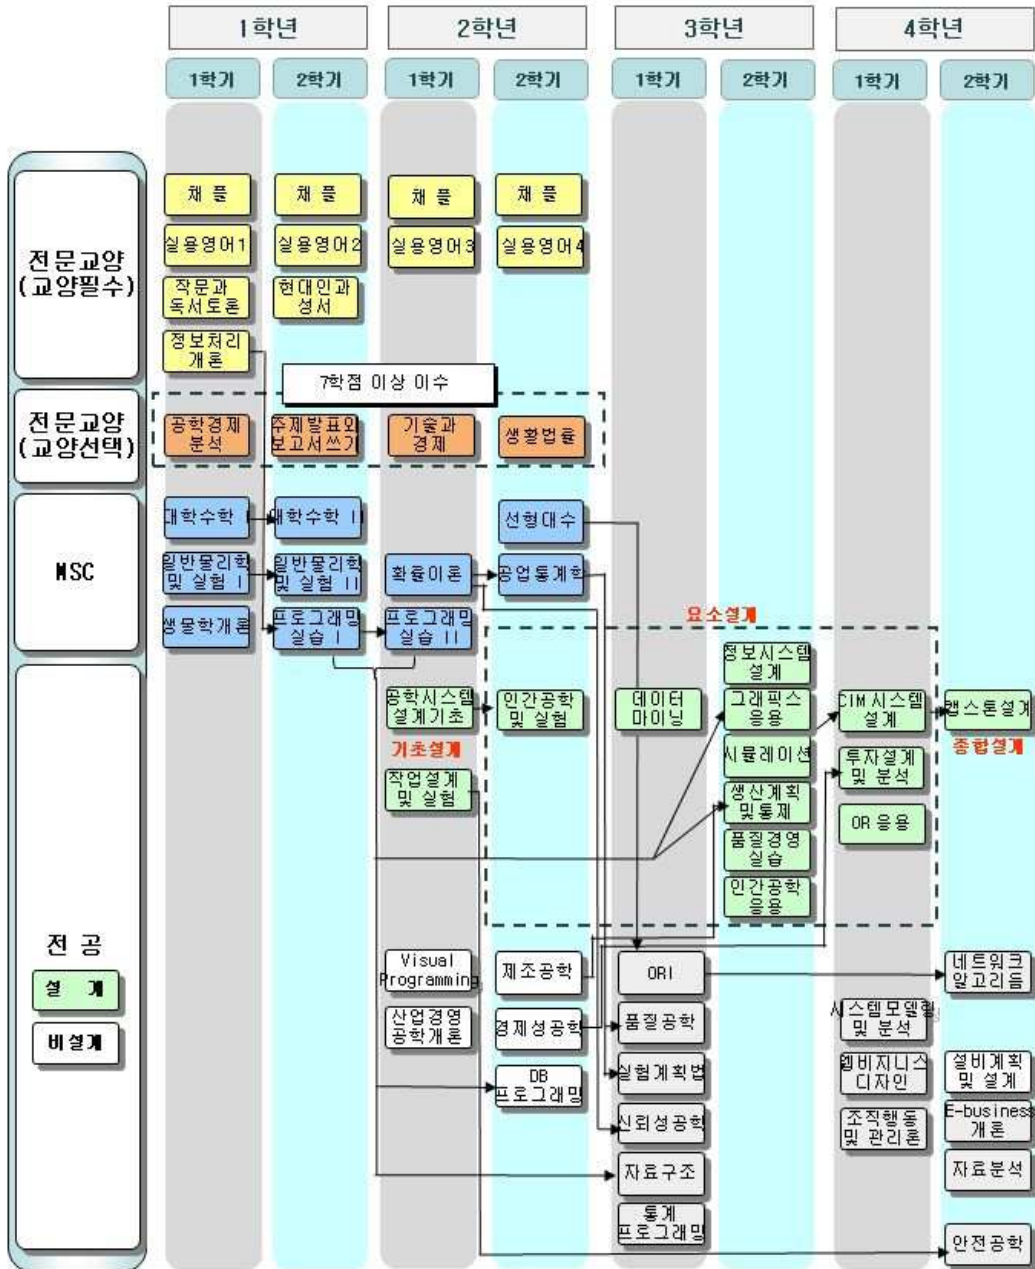 1학년
2학년
3학년
4학년
1학기
2학기
1학기
2학기
1학기
2학기
1학기
2학기
전문교양
(교양필수)
채 플
채 플
채 플
채 플
실용영어1
실용영어2
실용영어3
실용영어4
작문과
독서토론
현대인과
성서
정보처리
개론
7학점 이상 이수
전문교양
(교양선택)
공학경제
분석
주제발표와
보고서쓰기
기술과
경제
생활법률
MSC
대학수학 I
대학수학 II
선형대수
일반물리학
및 실험 I
일반물리학
및 실험 II
확률이론
공업통계학
생물학개론
프로그래밍
실습 I
프로그래밍
실습 II
요소설계
정보시스템
설계
공학시스템
설계기초
인간공학
및 실험
데이터
마이닝
그래픽스
응용
CIM시스템
설계
캡스톤설계
기초설계
종합설계
시뮬레이션
투자설계
및 분석
작업설계
및 실험
생산계획
및통제
OR 응용
품질경영
실습
인간공학
응용
전 공
설 계
비설계
Visual
Programming
제조공학
ORI
네트워크
알고리듬
산업경영
공학개론
경제성공학
품질공학
시스템모델링
및 분석
DB
프로그래밍
실험계획법
웹비지니스
디자인
설비계획
및 설계
신뢰성공학
조직행동
및 관리론
E-business
개론
자료구조
자료분석
통계
프로그래밍
안전공학